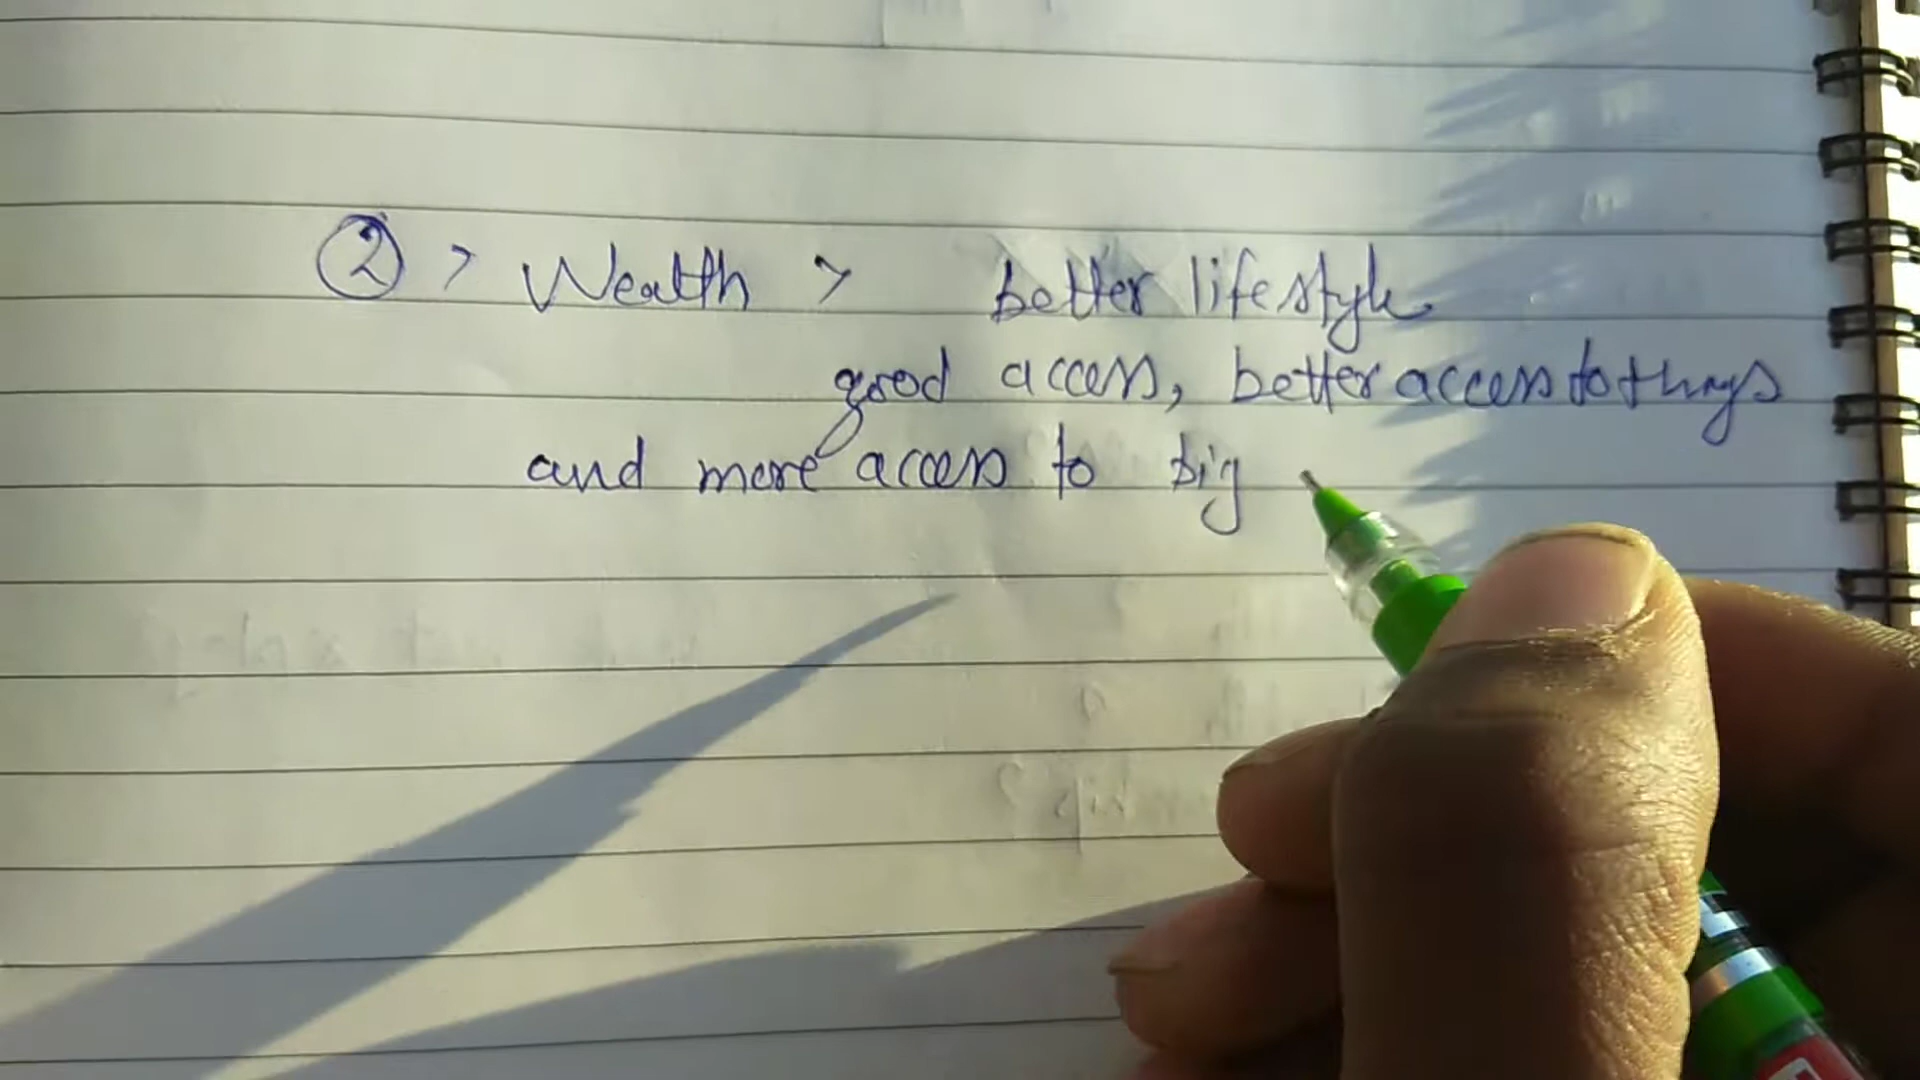 ② > Wealth > better lifestyle
good access, better access to things
and more access to big